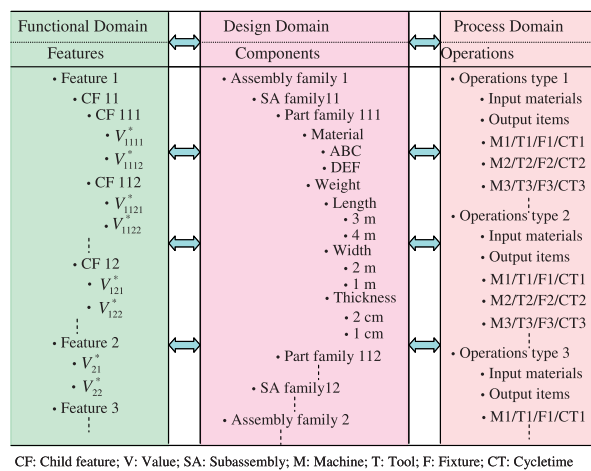 Functional Domain
Features
• Feature 1
• CF 11
• CF 111
• V*1111
• V*1112
• CF 112
• V*1121
• V*1122
• CF 12
• V*121
• V*122
• Feature 2
• V*21
• V*22
• Feature 3
Design Domain
Components
• Assembly family 1
• SA family11
• Part family 111
• Material
• ABC
• DEF
• Weight
• Length
• 3 m
• 4 m
• Width
• 2 m
• 1 m
• Thickness
• 2 cm
• 1 cm
• Part family 112
• SA family12
• Assembly family 2
Process Domain
Operations
• Operations type 1
• Input materials
• Output items
• M1/T1/F1/CT1
• M2/T2/F2/CT2
• M3/T3/F3/CT3
• Operations type 2
• Input materials
• Output items
• M1/T1/F1/CT1
• M2/T2/F2/CT2
• M3/T3/F3/CT3
• Operations type 3
• Input materials
• Output items
• M1/T1/F1/CT1
CF: Child feature; V: Value; SA: Subassembly; M: Machine; T: Tool; F: Fixture; CT: Cycletime